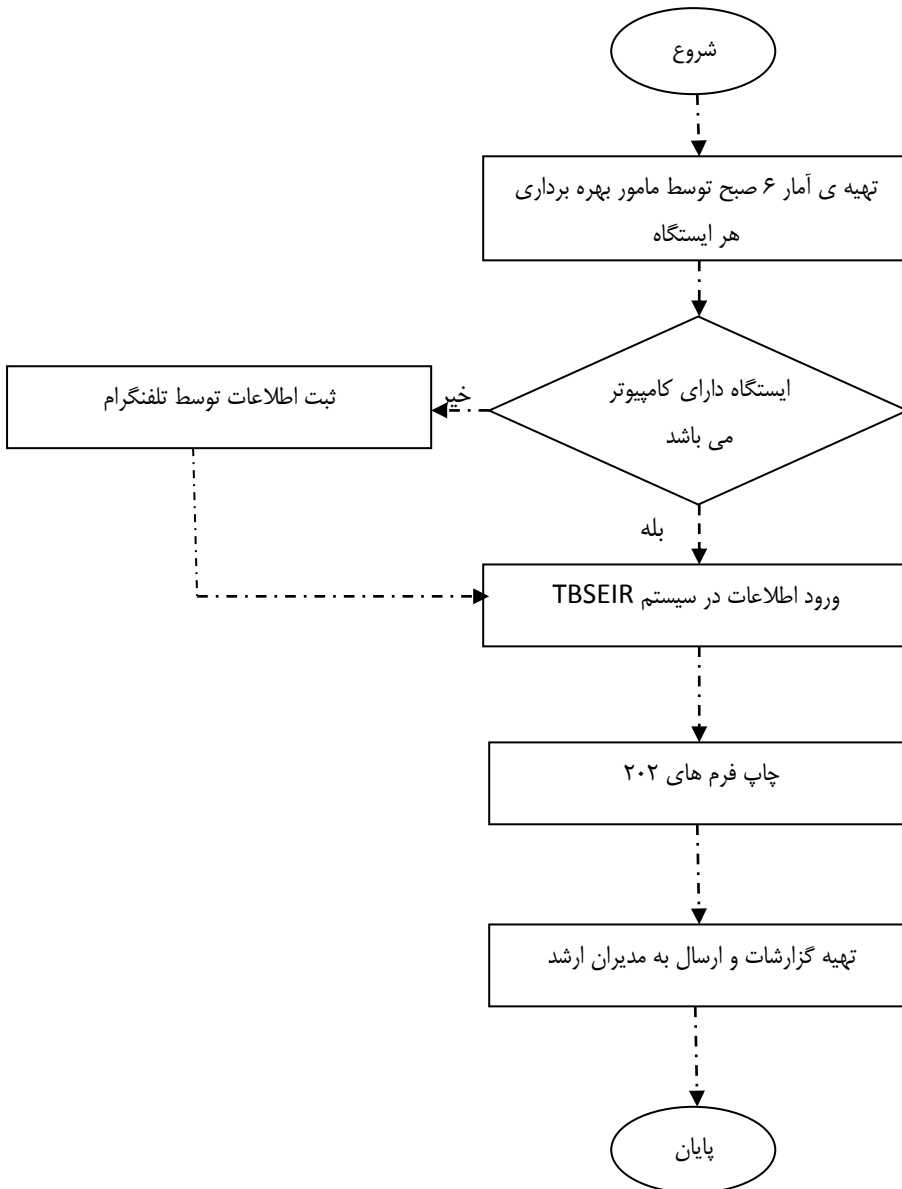 شروع
تهیه ی آمار ۶ صبح توسط مامور بهره برداری
هر ایستگاه
ایستگاه دارای کامپیوتر
می باشد
خیر
ثبت اطلاعات توسط تلفنگرام
بله
ورود اطلاعات در سیستم TBSEIR
چاپ فرم های ۲۰۲
تهیه گزارشات و ارسال به مدیران ارشد
پایان